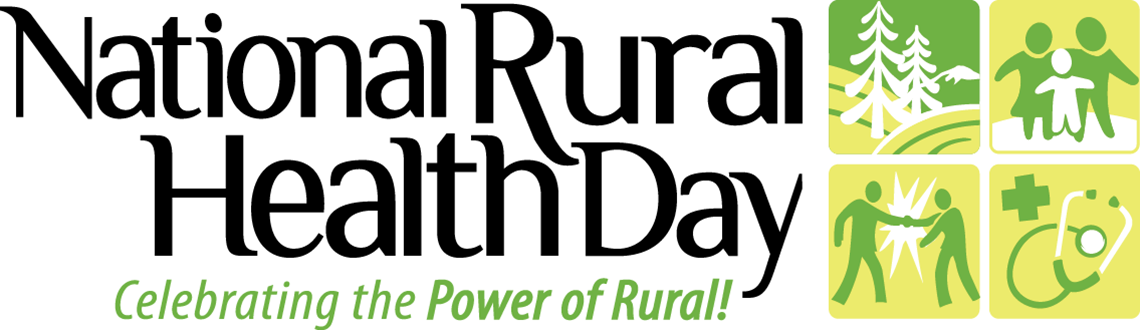 National Rural
Health Day
Celebrating the Power of Rural!